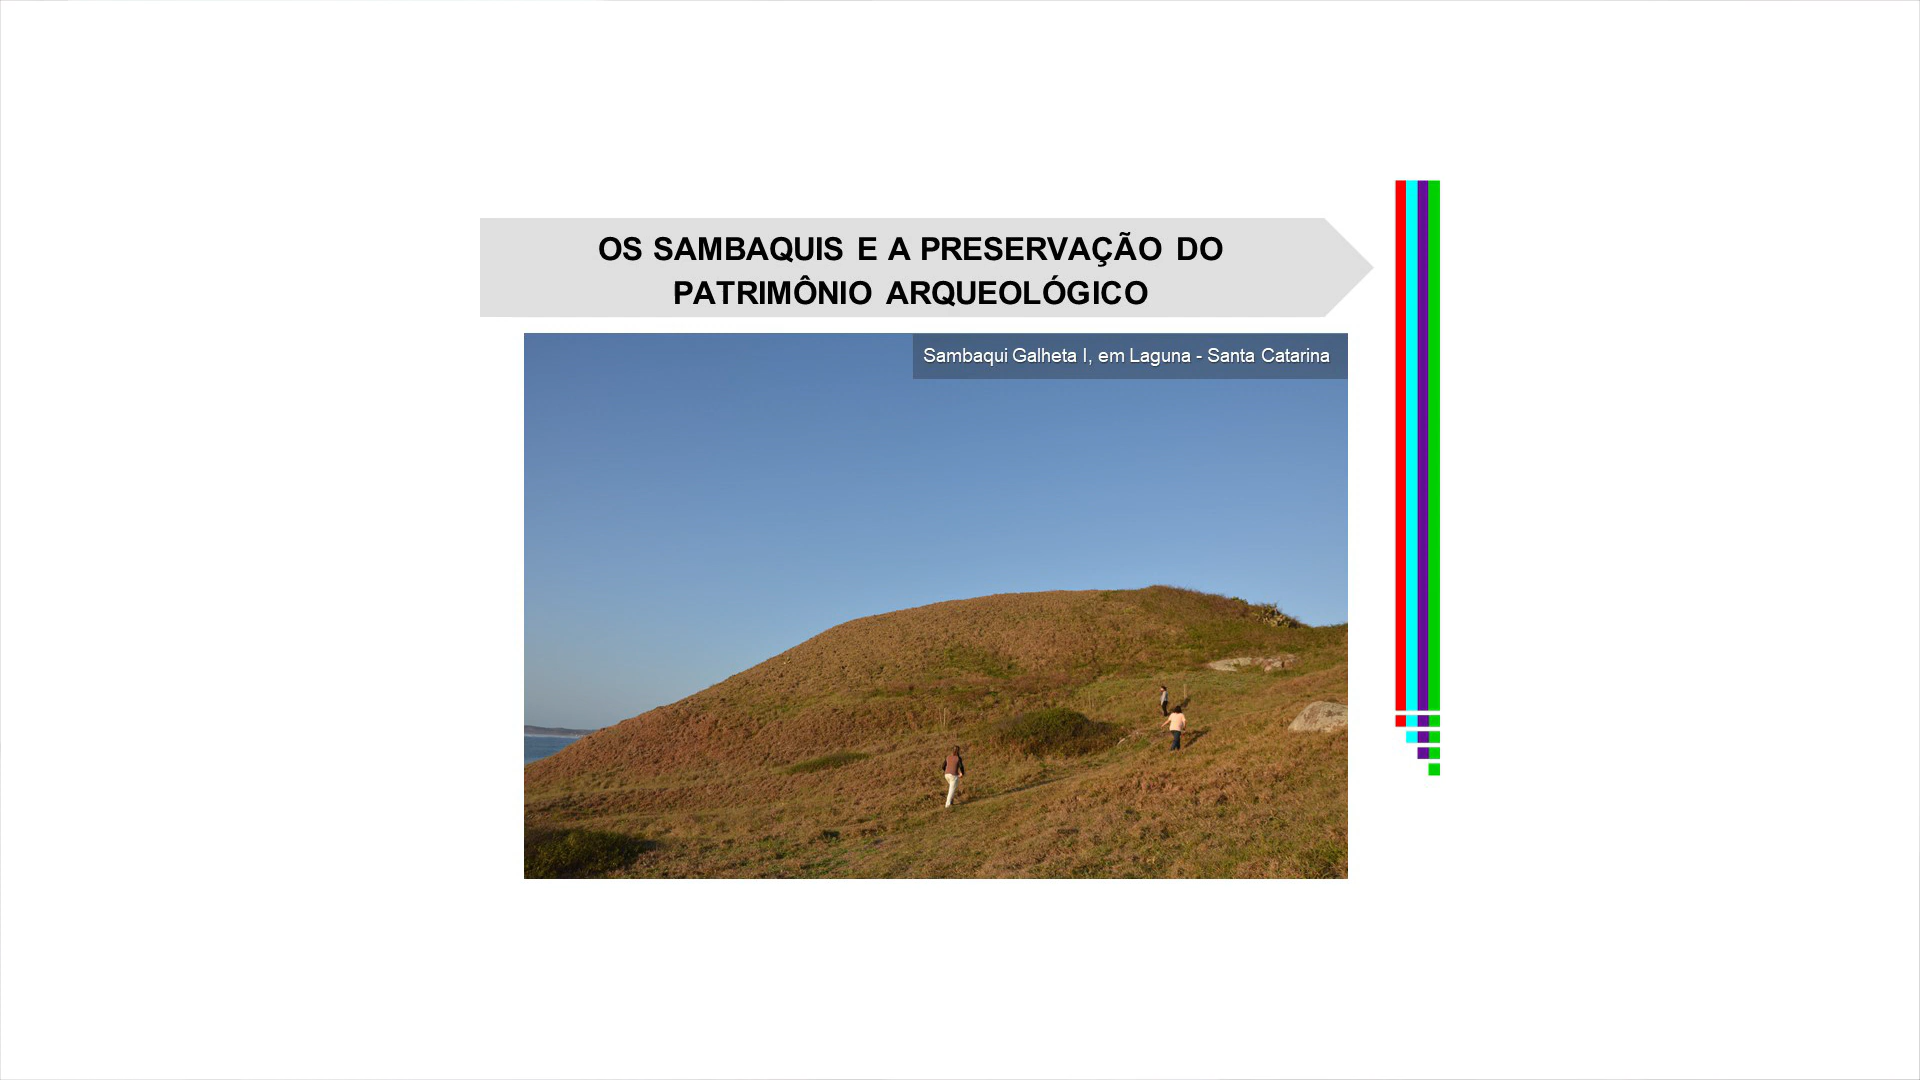 OS SAMBAQUIS E A PRESERVAÇÃO DO
PATRIMÔNIO ARQUEOLÓGICO
Sambaqui Galheta I, em Laguna - Santa Catarina